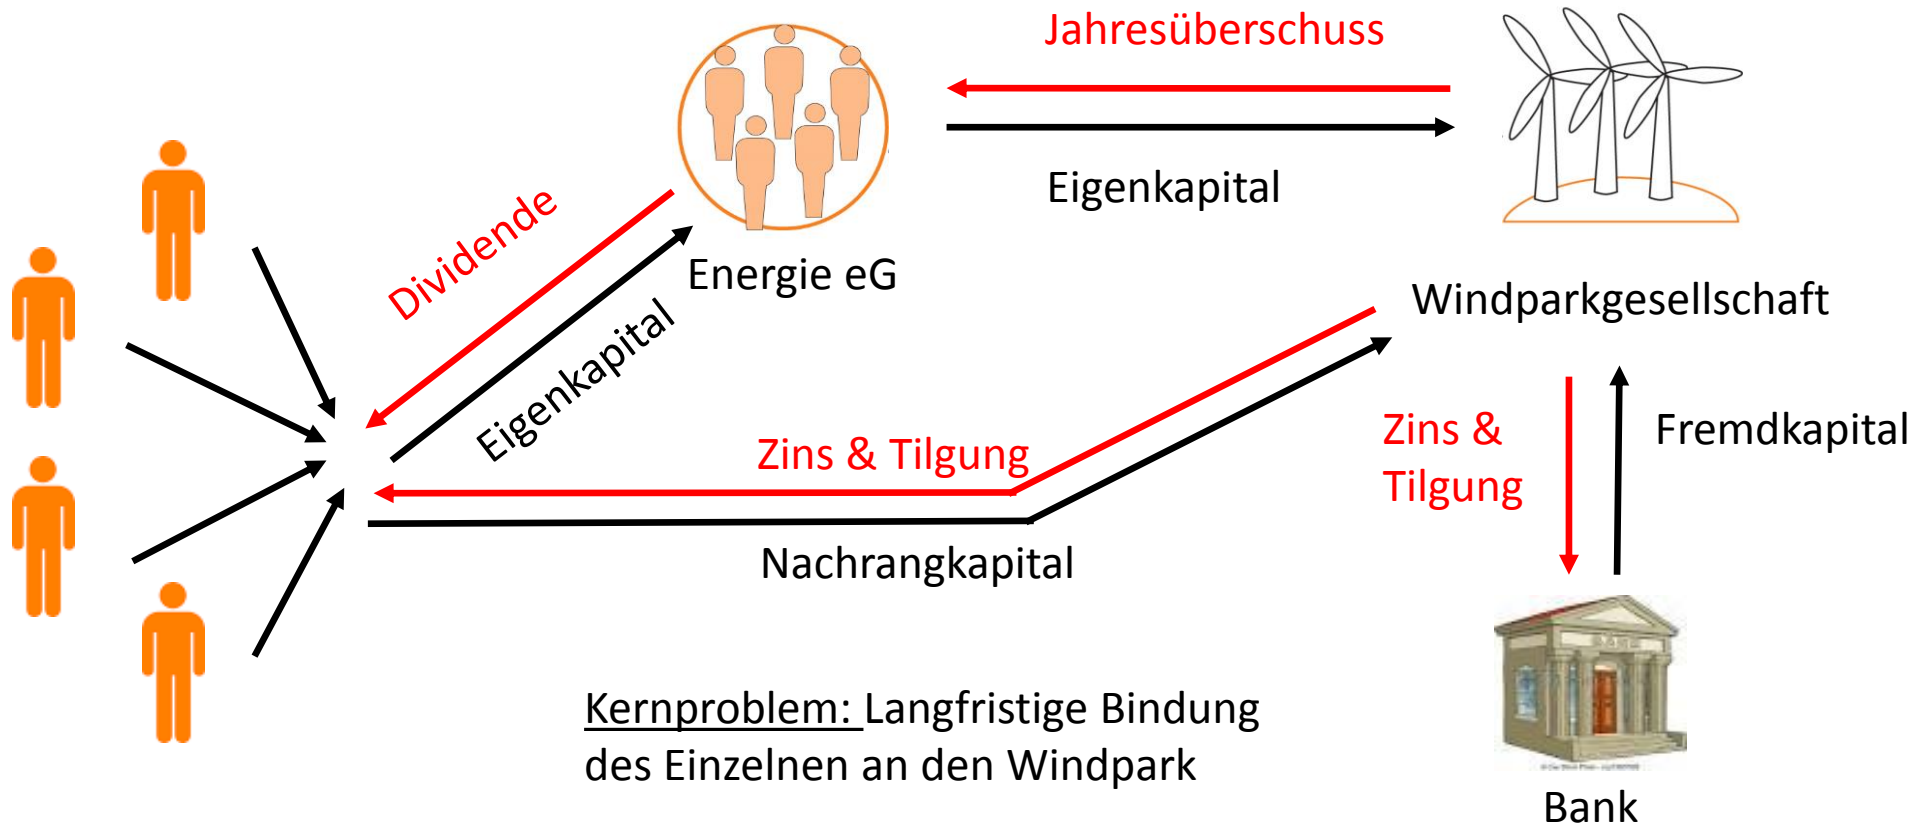 Jahresüberschuss
Eigenkapital
Dividende
Energie eG
Eigenkapital
Windparkgesellschaft
Zins & Tilgung
Zins &
Tilgung
Fremdkapital
Nachrangkapital
Kernproblem: Langfristige Bindung
des Einzelnen an den Windpark
Bank